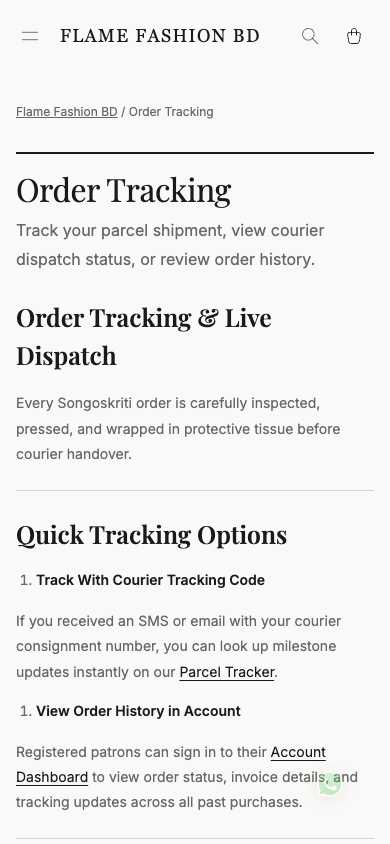 FLAME FASHION BD
Flame Fashion BD / Order Tracking
Order Tracking
Track your parcel shipment, view courier
dispatch status, or review order history.
Order Tracking & Live
Dispatch
Every Songoskriti order is carefully inspected,
pressed, and wrapped in protective tissue before
courier handover.
Quick Tracking Options
1. Track With Courier Tracking Code
If you received an SMS or email with your courier
consignment number, you can look up milestone
updates instantly on our Parcel Tracker.
1. View Order History in Account
Registered patrons can sign in to their Account
Dashboard to view order status, invoice details, and
tracking updates across all past purchases.